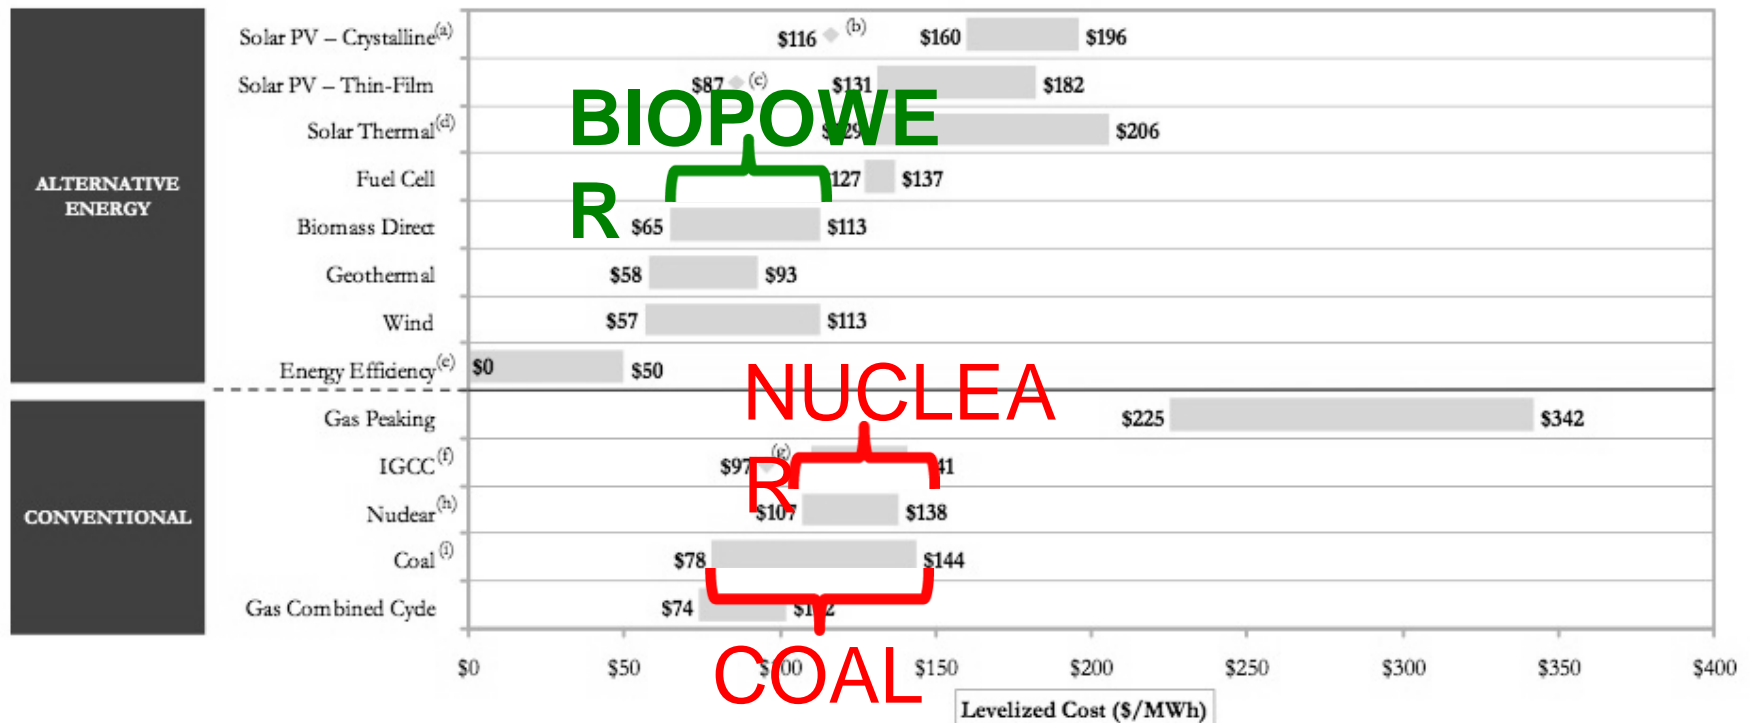 Solar PV – Crystalline(a) $116 (b) $160 $196
Solar PV – Thin-Film $87 (c) $131 $182
BIOPOWE
Solar Thermal(d) $206
ALTERNATIVE
ENERGY
Fuel Cell $137
R
Biomass Direct $65 $113
Geothermal $58 $93
Wind $57 $113
Energy Efficiency(e) $0 $50
NUCLEA
Gas Peaking $225 $342
IGCC(f) $97 (g)
R
CONVENTIONAL
Nuclear(h) $107 $138
Coal(i) $78 $144
Gas Combined Cycle $74
$0 $50 $100 $150 $200 $250 $300 $350 $400
COAL
Levelized Cost ($/MWh)